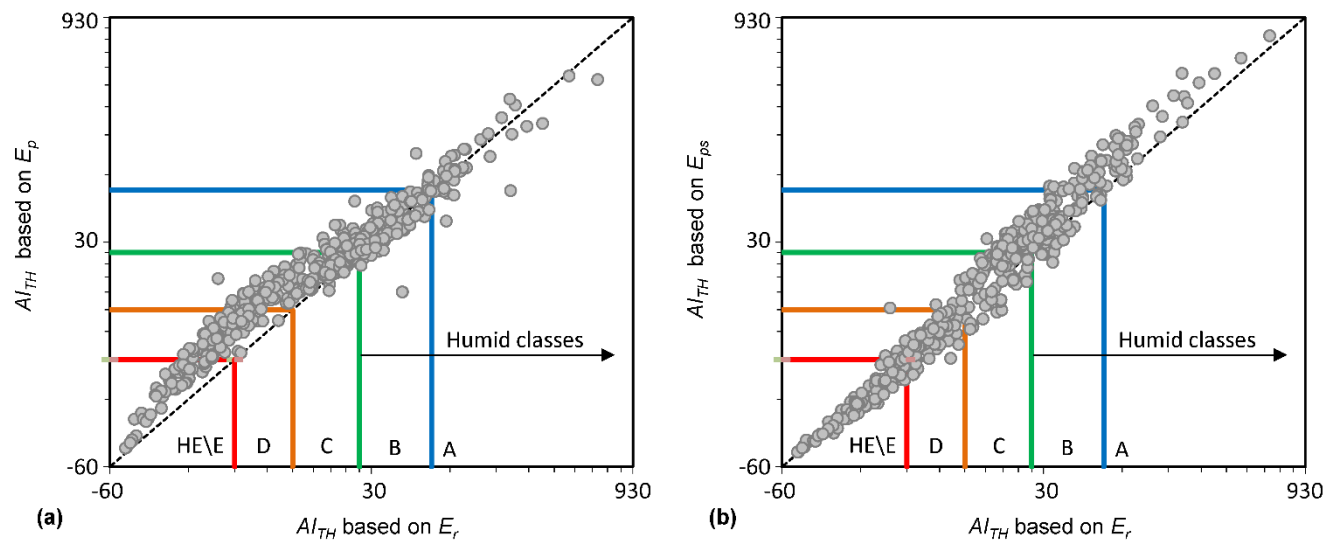 930
AI_TH based on E_p
30
-60
HE\E D C B A
Humid classes
-60 30 930
(a)
AI_TH based on E_r
930
AI_TH based on E_ps
30
-60
HE\E D C B A
Humid classes
-60 30 930
(b)
AI_TH based on E_r